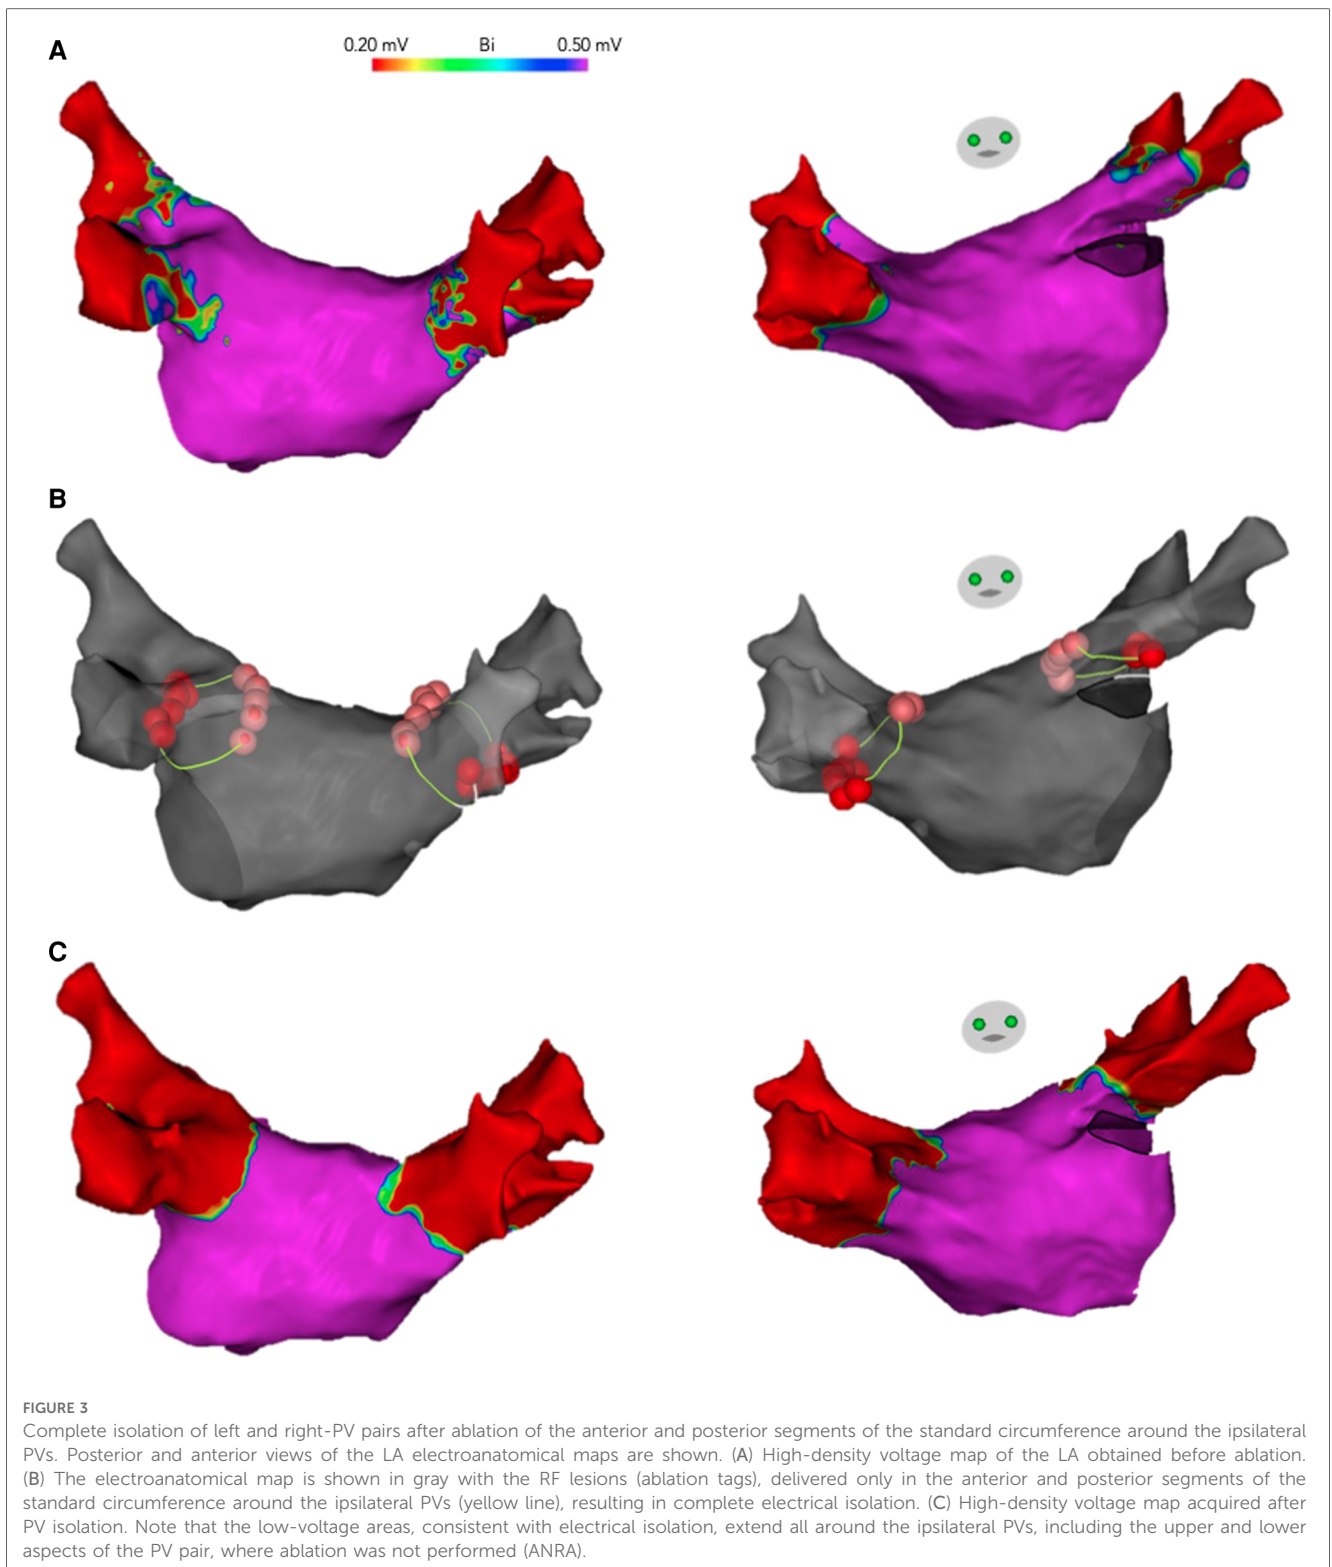 A
0.20 mV Bi 0.50 mV
B
C
FIGURE 3
Complete isolation of left and right-PV pairs after ablation of the anterior and posterior segments of the standard circumference around the ipsilateral
PVs. Posterior and anterior views of the LA electroanatomical maps are shown. (A) High-density voltage map of the LA obtained before ablation.
(B) The electroanatomical map is shown in gray with the RF lesions (ablation tags), delivered only in the anterior and posterior segments of the
standard circumference around the ipsilateral PVs (yellow line), resulting in complete electrical isolation. (C) High-density voltage map acquired after
PV isolation. Note that the low-voltage areas, consistent with electrical isolation, extend all around the ipsilateral PVs, including the upper and lower
aspects of the PV pair, where ablation was not performed (ANRA).